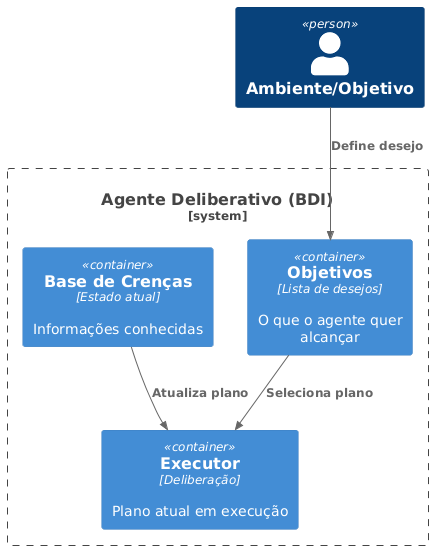 «person»
Ambiente/Objetivo
Define desejo
Agente Deliberativo (BDI)
[system]
«container»
Base de Crenças
[Estado atual]
Informações conhecidas
«container»
Objetivos
[Lista de desejos]
O que o agente quer
alcançar
Atualiza plano
Seleciona plano
«container»
Executor
[Deliberação]
Plano atual em execução